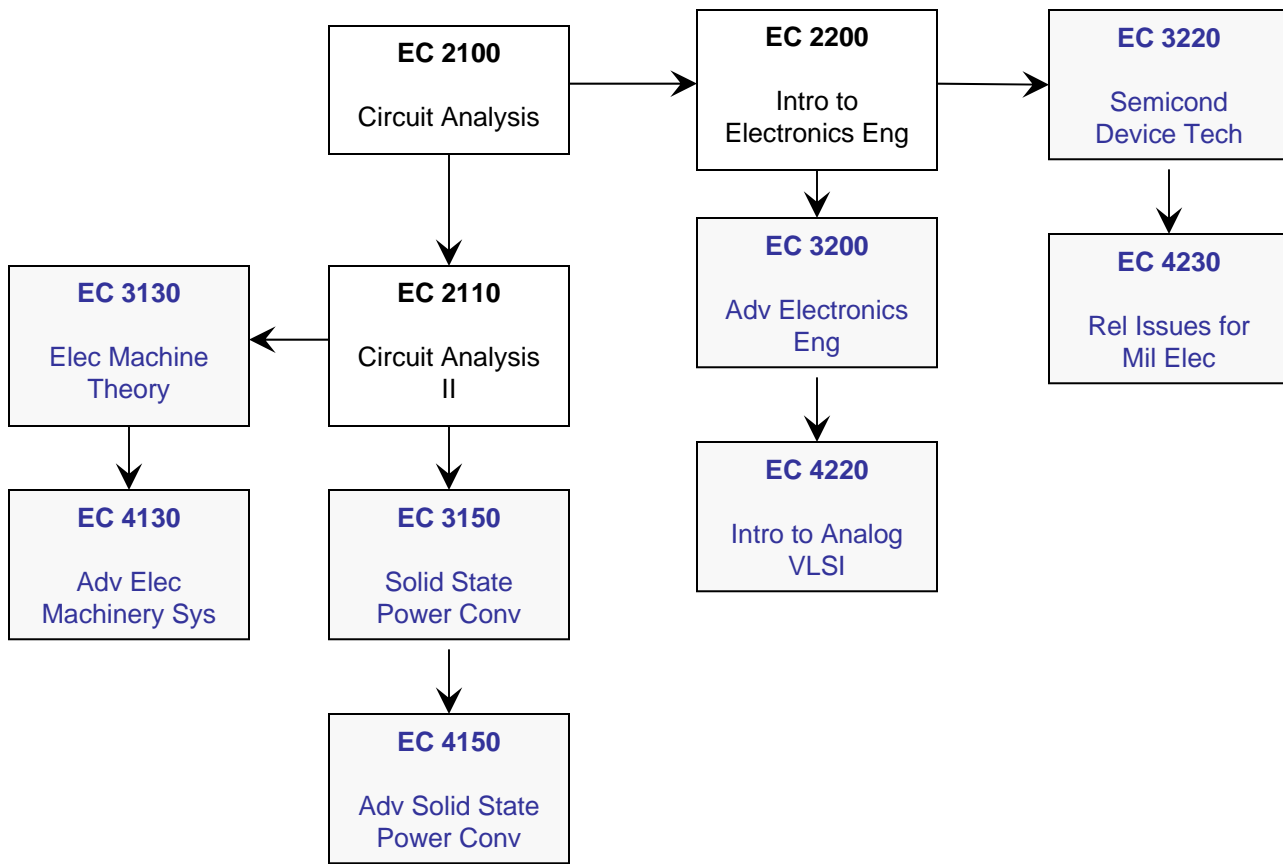 EC 2100
Circuit Analysis
EC 2200
Intro to
Electronics Eng
EC 3220
Semicond
Device Tech
EC 3200
Adv Electronics
Eng
EC 4230
Rel Issues for
Mil Elec
EC 3130
Elec Machine
Theory
EC 2110
Circuit Analysis
II
EC 4220
Intro to Analog
VLSI
EC 4130
Adv Elec
Machinery Sys
EC 3150
Solid State
Power Conv
EC 4150
Adv Solid State
Power Conv